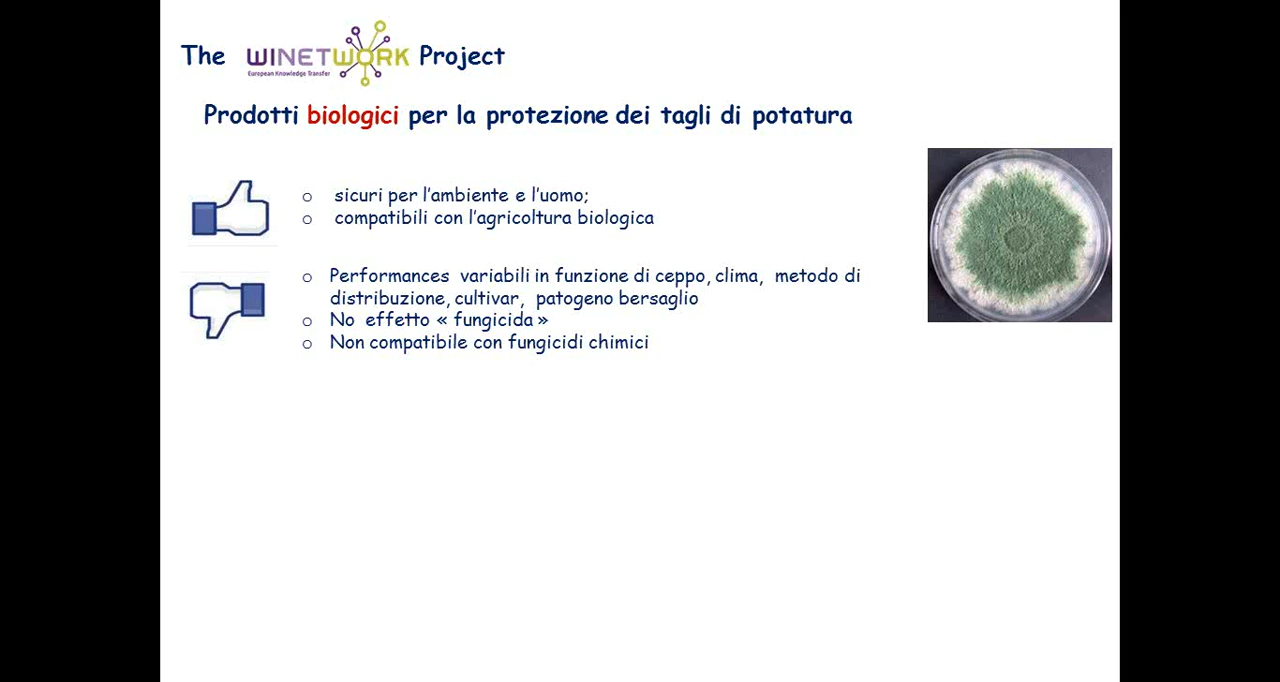 The WINETWORK Project
European Knowledge Transfer
Prodotti biologici per la protezione dei tagli di potatura
o sicuri per l'ambiente e l'uomo;
o compatibili con l'agricoltura biologica
o Performances variabili in funzione di ceppo, clima, metodo di
distribuzione, cultivar, patogeno bersaglio
o No effetto « fungicida »
o Non compatibile con fungicidi chimici